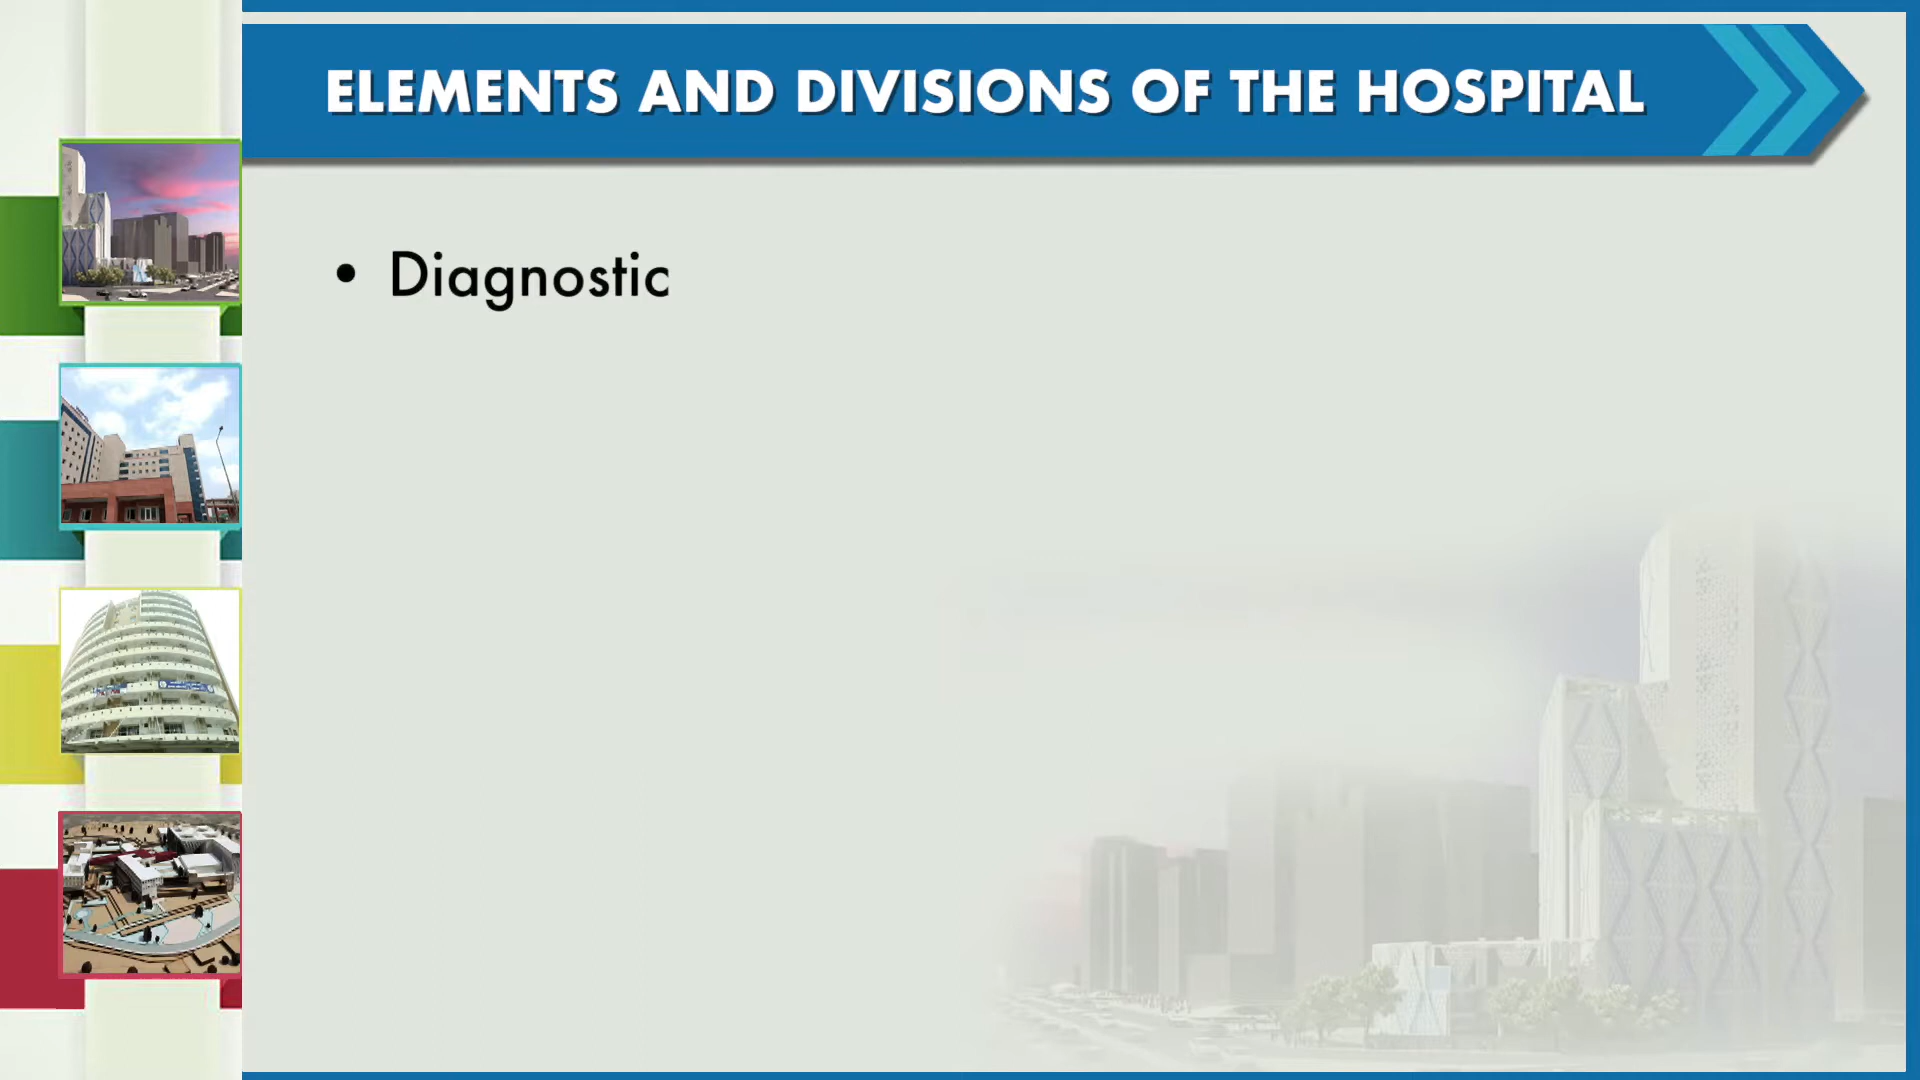 ELEMENTS AND DIVISIONS OF THE HOSPITAL
• Diagnostic